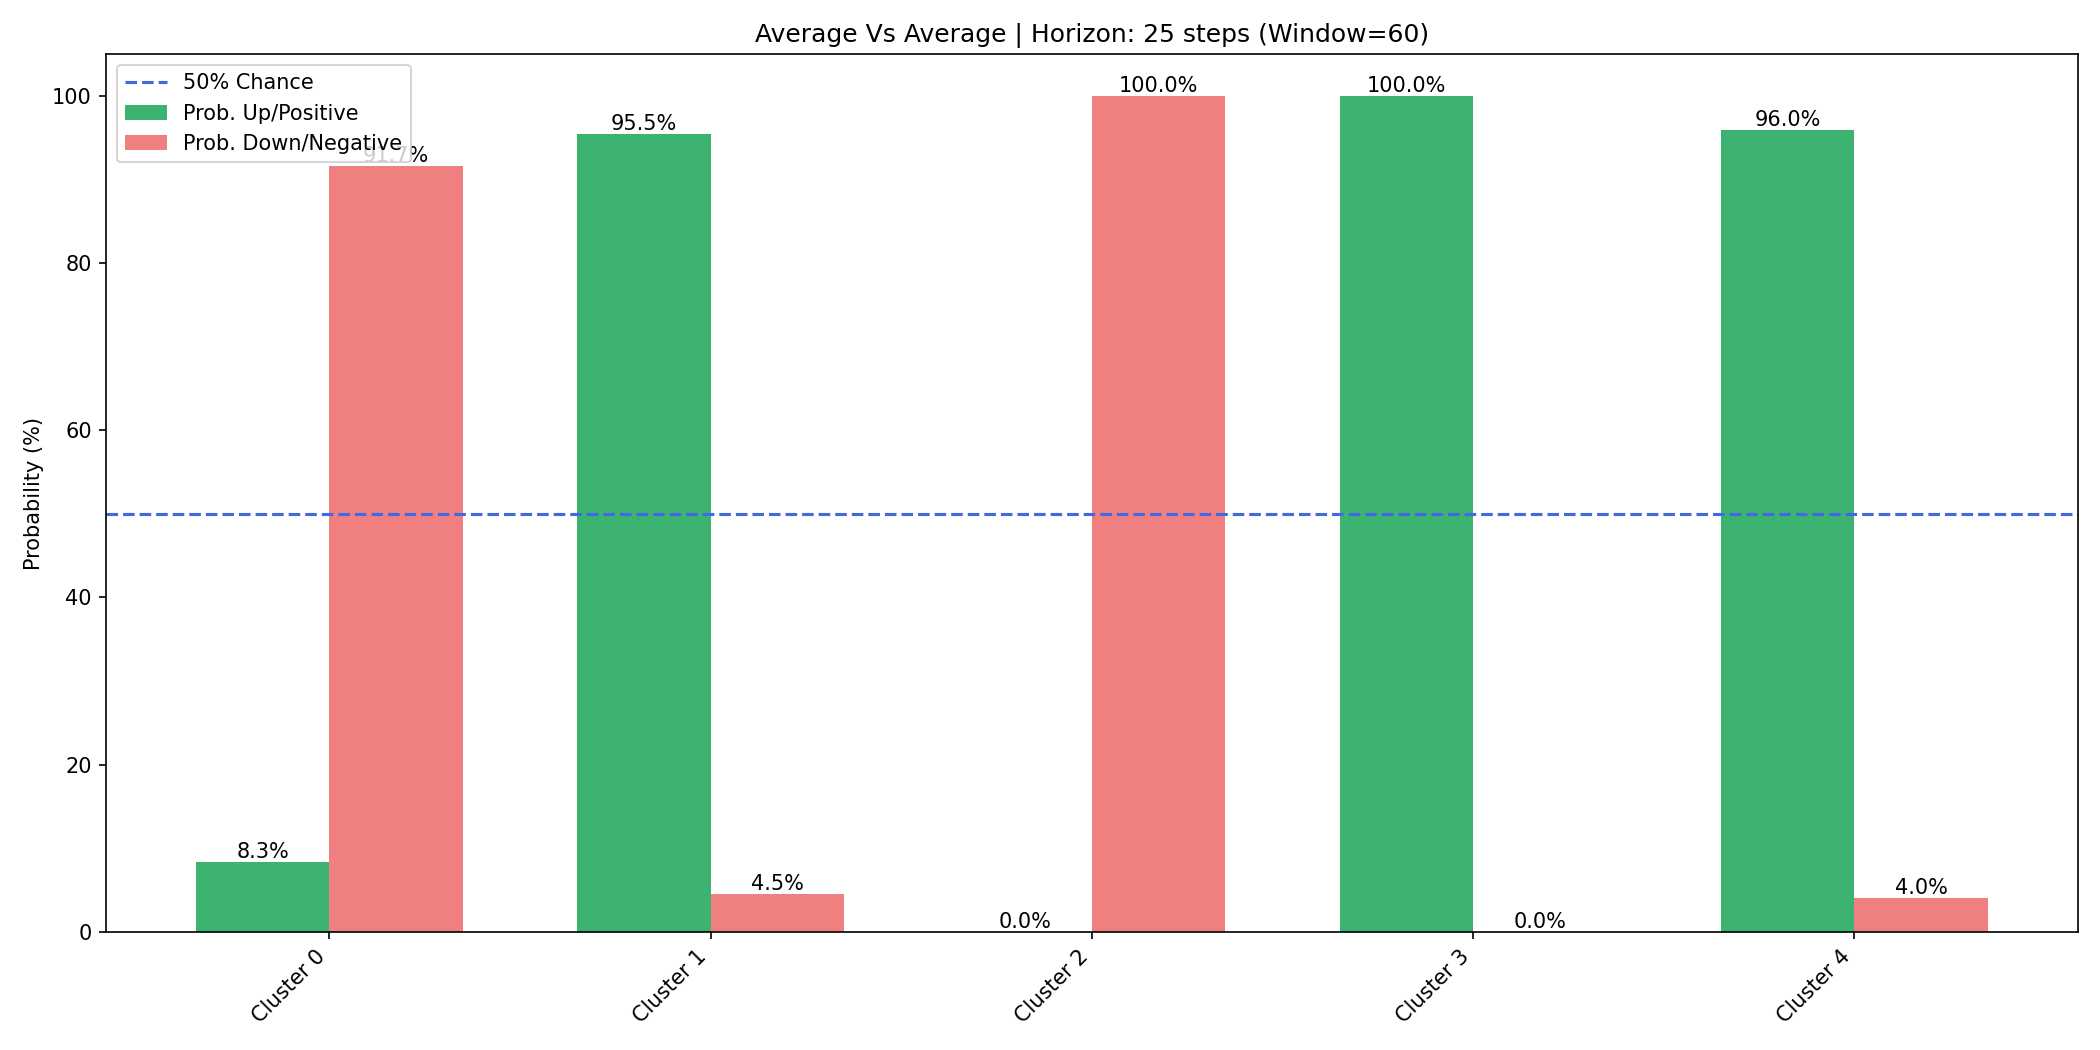 Average Vs Average | Horizon: 25 steps (Window=60)
50% Chance
Prob. Up/Positive
Prob. Down/Negative
Probability (%)
100
80
60
40
20
0
8.3%
91.7%
95.5%
4.5%
0.0%
100.0%
100.0%
0.0%
96.0%
4.0%
Cluster 0
Cluster 1
Cluster 2
Cluster 3
Cluster 4